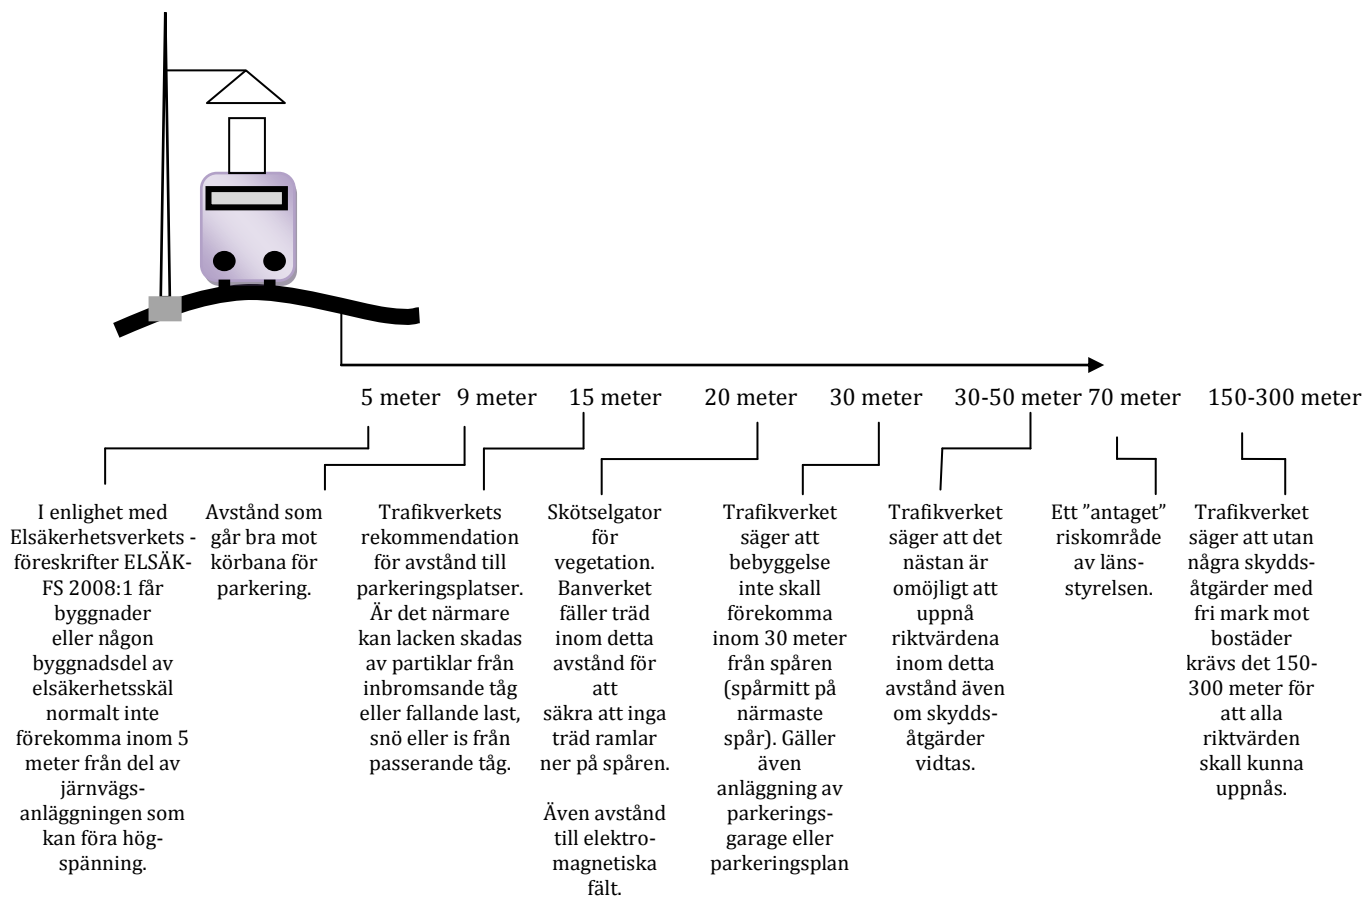 5 meter 9 meter 15 meter 20 meter 30 meter 30-50 meter 70 meter 150-300 meter
I enlighet med
Elsäkerhetsverkets -
föreskrifter ELSÄK-
FS 2008:1 får
byggnader
eller någon
byggnadsdel av
elsäkerhetsskäl
normalt inte
förekomma inom 5
meter från del av
järnvägs-
anläggningen som
kan föra hög-
spänning.
Avstånd som
går bra mot
körbana för
parkering.
Trafikverkets
rekommendation
för avstånd till
parkeringsplatser.
Är det närmare
kan lacken skadas
av partiklar från
inbromsande tåg
eller fallande last,
snö eller is från
passerande tåg.
Skötselgator
för
vegetation.
Banverket
fäller träd
inom detta
avstånd för
att
säkra att inga
träd ramlar
ner på spåren.
Även avstånd
till elektro-
magnetiska
fält.
Trafikverket
säger att
bebyggelse
inte skall
förekomma
inom 30 meter
från spåren
(spårmitt på
närmaste
spår). Gäller
även
anläggning av
parkerings-
garage eller
parkeringsplan
Trafikverket
säger att det
nästan är
omöjligt att
uppnå
riktvärdena
inom detta
avstånd även
om skydds-
åtgärder
vidtas.
Ett ”antaget”
riskområde
av läns-
styrelsen.
Trafikverket
säger att utan
några skydds-
åtgärder med
fri mark mot
bostäder
krävs det 150-
300 meter för
att alla
riktvärden
skall kunna
uppnås.